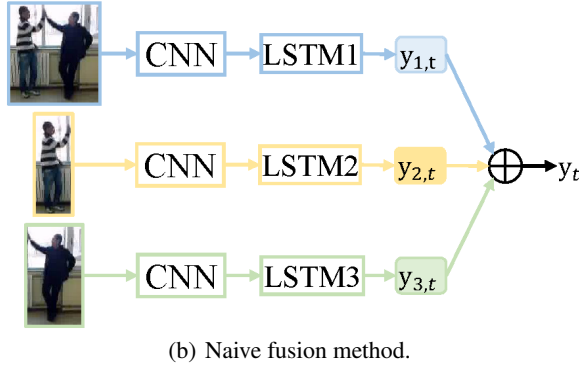 CNN LSTM1 y1,t
CNN LSTM2 y2,t yt
CNN LSTM3 y3,t
(b) Naive fusion method.